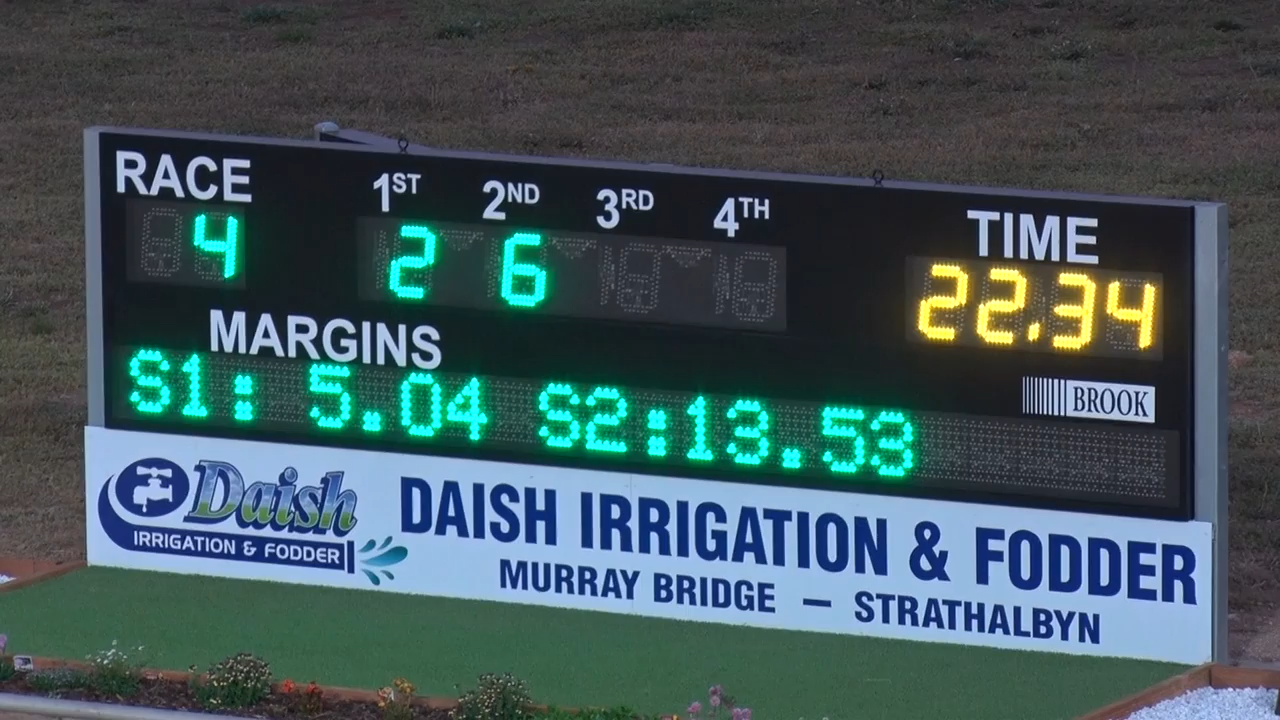 RACE 1ST 2ND 3RD 4TH TIME
4 2 6 22.34
MARGINS
S1: 5.04 S2:13.53
BROOK
Daish
IRRIGATION & FODDER
DAISH IRRIGATION & FODDER
MURRAY BRIDGE – STRATHALBYN